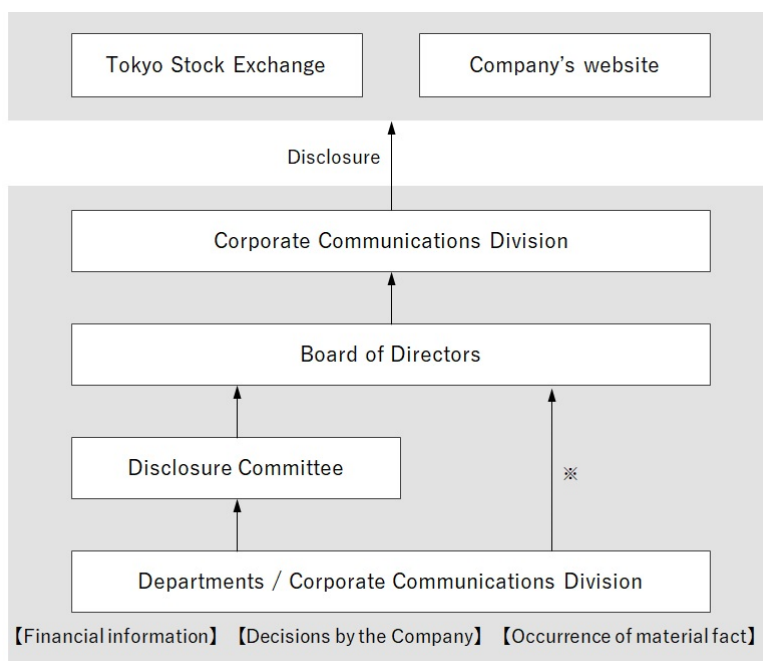 Tokyo Stock Exchange
Company's website
Disclosure
Corporate Communications Division
Board of Directors
Disclosure Committee
※
Departments / Corporate Communications Division
【Financial information】 【Decisions by the Company】 【Occurrence of material fact】